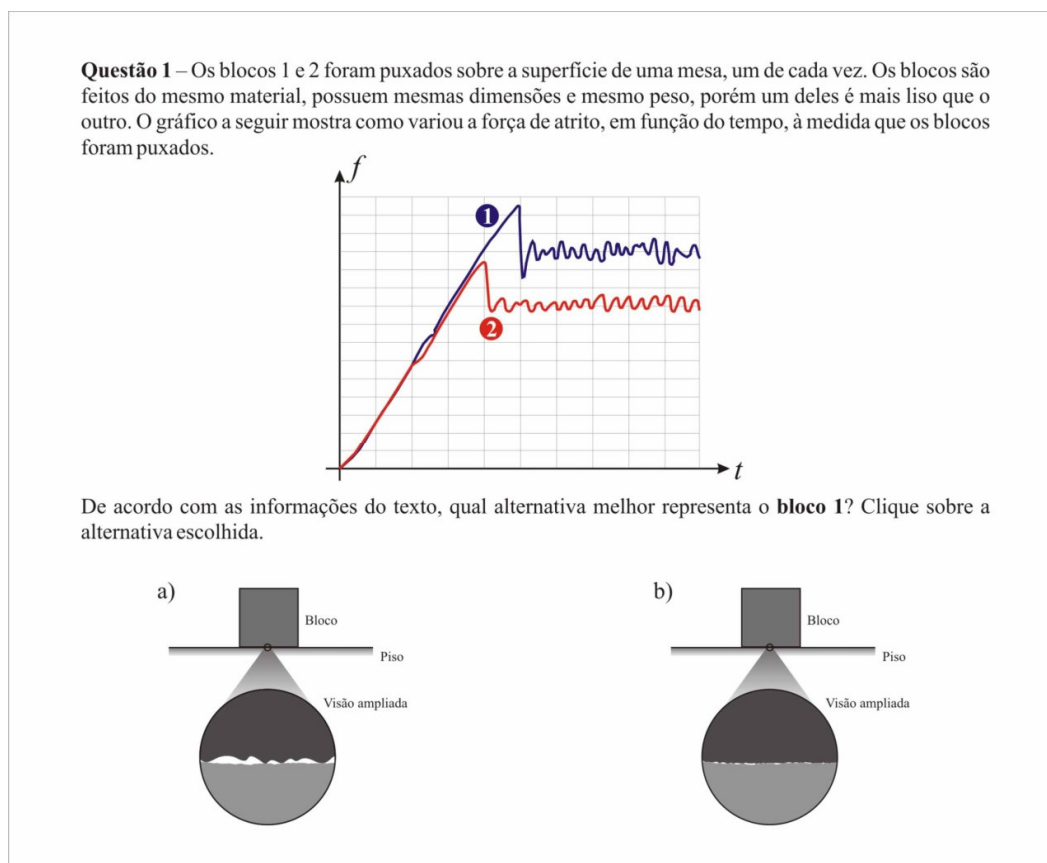 Questão 1 – Os blocos 1 e 2 foram puxados sobre a superfície de uma mesa, um de cada vez. Os blocos são
feitos do mesmo material, possuem mesmas dimensões e mesmo peso, porém um deles é mais liso que o
outro. O gráfico a seguir mostra como variou a força de atrito, em função do tempo, à medida que os blocos
foram puxados.
f
1
2
t
De acordo com as informações do texto, qual alternativa melhor representa o bloco 1? Clique sobre a
alternativa escolhida.
a)
Bloco
Piso
Visão ampliada
b)
Bloco
Piso
Visão ampliada